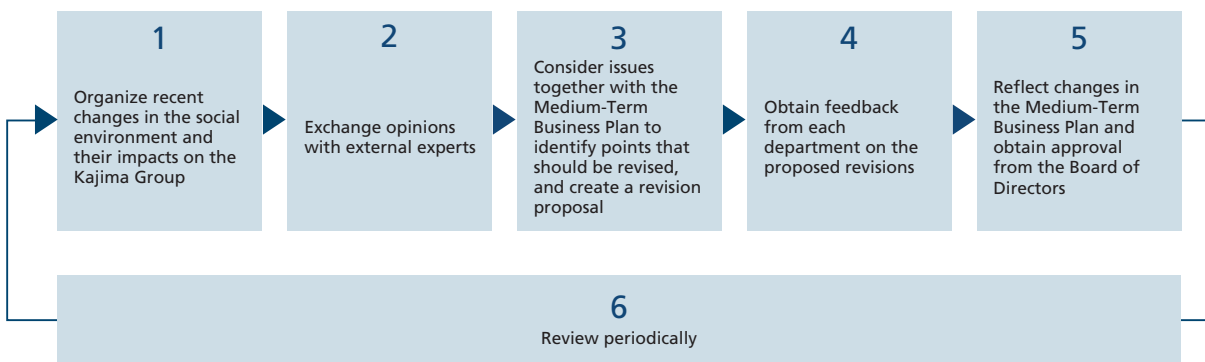 1
Organize recent
changes in the social
environment and
their impacts on the
Kajima Group
2
Exchange opinions
with external experts
3
Consider issues
together with the
Medium-Term
Business Plan to
identify points that
should be revised,
and create a revision
proposal
4
Obtain feedback
from each
department on the
proposed revisions
5
Reflect changes in
the Medium-Term
Business Plan and
obtain approval
from the Board of
Directors
6
Review periodically